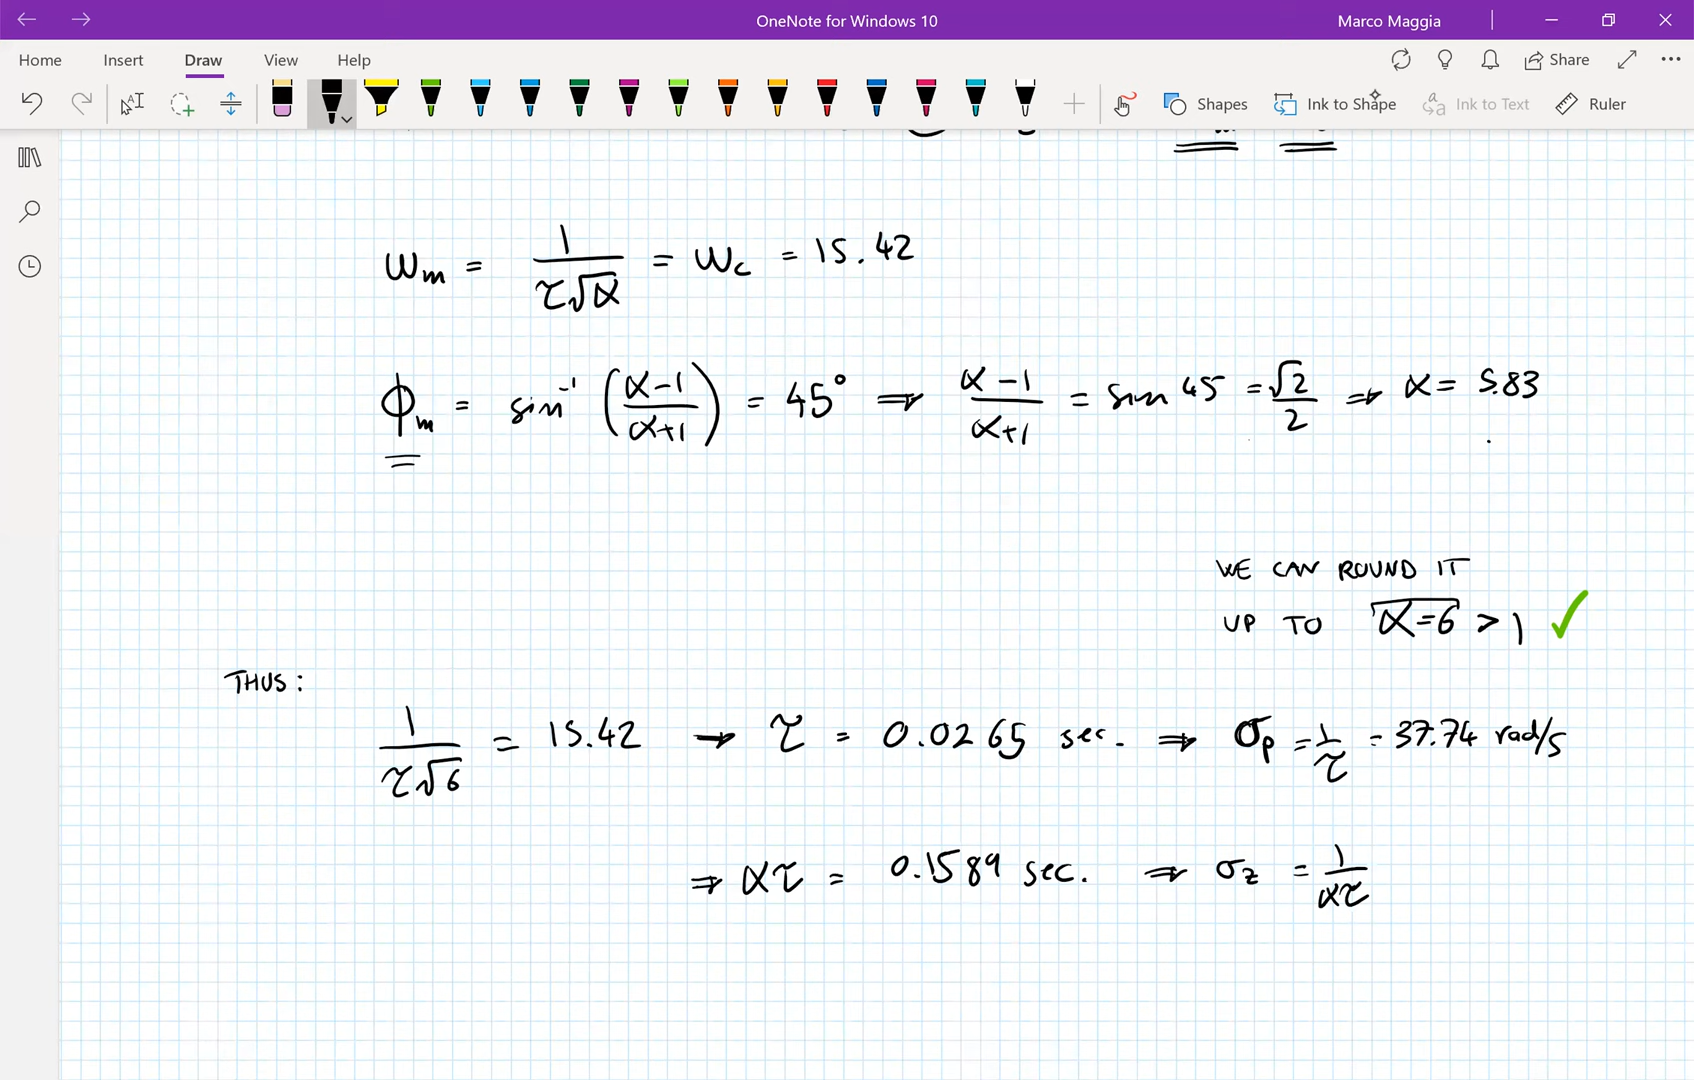 OneNote for Windows 10
Marco Maggia
Home Insert Draw View Help
Share
Shapes Ink to Shape Ink to Text Ruler
ωm = 1/(τ√α) = ωc = 15.42
ϕm = sin⁻¹((α-1)/(α+1)) = 45° ⇒ (α-1)/(α+1) = sin 45 = √2/2 ⇒ α = 5.83
WE CAN ROUND IT
UP TO α=6 > 1 ✓
THUS:
1/(τ√6) = 15.42 → τ = 0.0265 sec. ⇒ σp = 1/τ = 37.74 rad/s
⇒ ατ = 0.1589 sec. ⇒ σz = 1/(ατ)